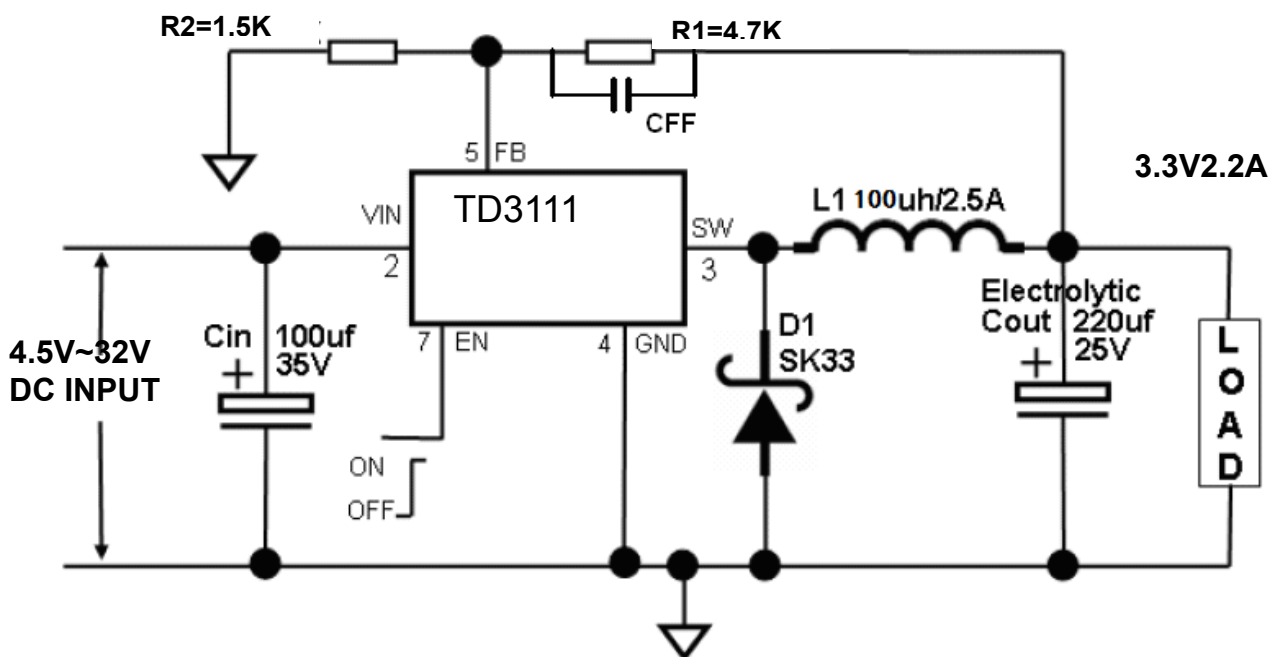 R2=1.5K
R1=4.7K
CFF
5 FB
3.3V2.2A
TD3111
VIN
SW
L1 100uh/2.5A
2
3
Electrolytic
Cout 220uf
25V
D1
SK33
Cin 100uf
35V
7 EN
4 GND
4.5V~32V
DC INPUT
LOAD
ON
OFF